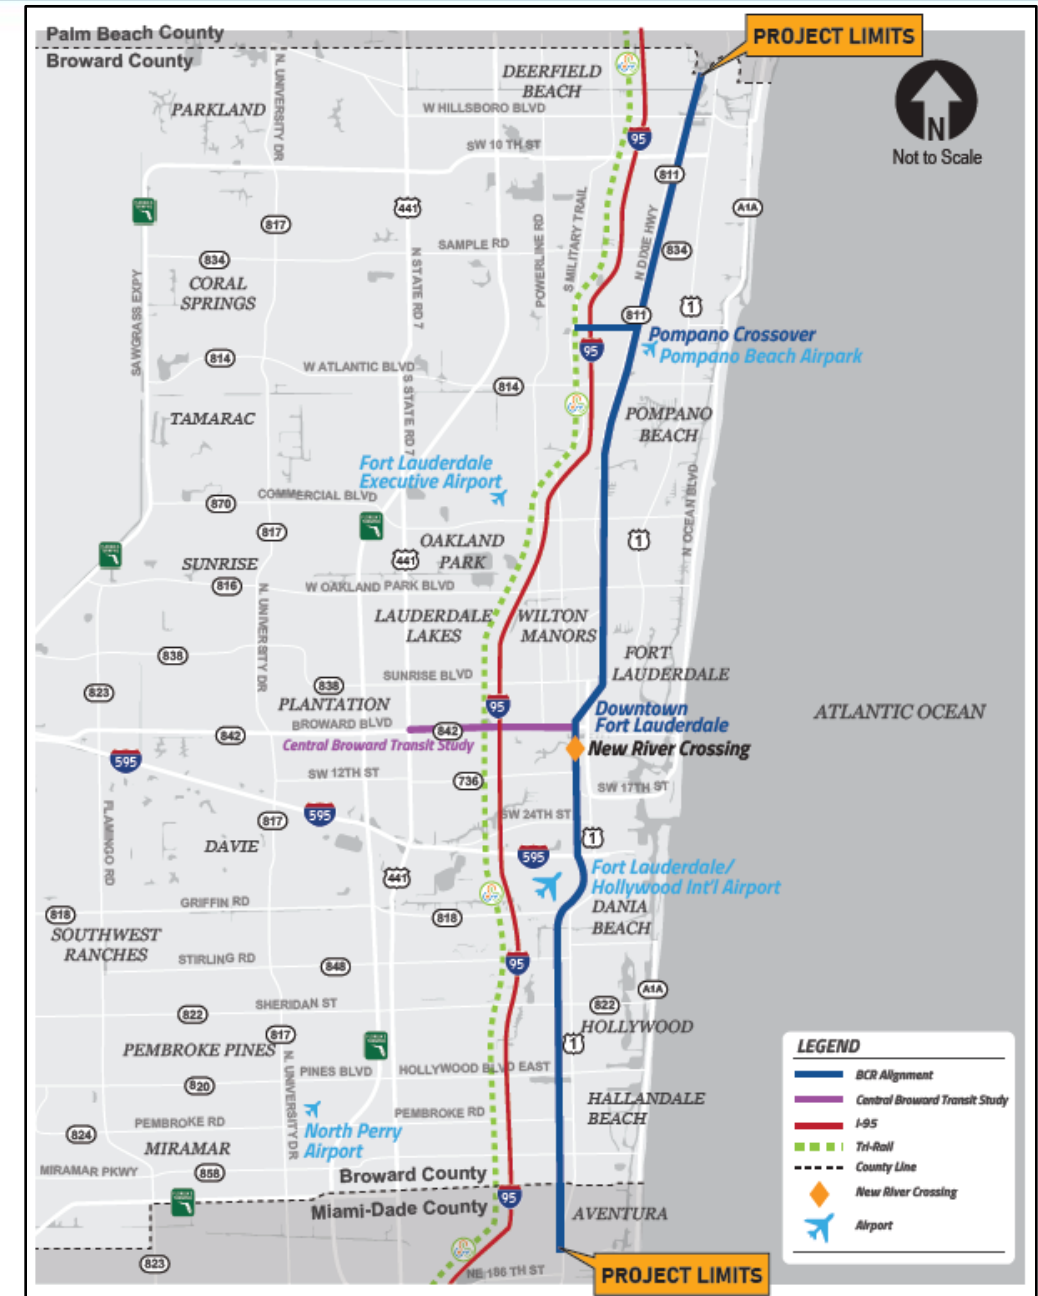 Palm Beach County
Broward County
PROJECT LIMITS
N
Not to Scale
DEERFIELD
BEACH
PARKLAND
N. UNIVERSITY DR
W HILLSBORO BLVD
95
SW 10 TH ST
811
441
A1A
817
S MILITARY TRAIL
N DIXIE HWY
POWERLINE RD
SAMPLE RD
834
834
N STATE RD 7
CORAL
SPRINGS
SAWGRASS EXPY
1
811
Pompano Crossover
Pompano Beach Airpark
95
814
W ATLANTIC BLVD
814
S STATE RD 7
TAMARAC
POMPANO
BEACH
Fort Lauderdale
Executive Airport
N OCEAN BLVD
COMMERCIAL BLVD
870
817
1
OAKLAND
PARK
441
SUNRISE
816
W OAKLAND PARK BLVD
N. UNIVERSITY DR
LAUDERDALE
LAKES
WILTON
MANORS
838
FORT
LAUDERDALE
SUNRISE BLVD
838
823
PLANTATION
95
Downtown
Fort Lauderdale
ATLANTIC OCEAN
BROWARD BLVD
842
842
Central Broward Transit Study
New River Crossing
595
SW 12TH ST
736
SW 17TH ST
FLAMINGO RD
595
817
SW 24TH ST
1
DAVIE
595
441
Fort Lauderdale/
Hollywood Int'l Airport
GRIFFIN RD
818
818
DANIA
BEACH
SOUTHWEST
RANCHES
STIRLING RD
848
95
A1A
SHERIDAN ST
822
822
817
HOLLYWOOD
1
PEMBROKE PINES
N. UNIVERSITY DR
PINES BLVD
HOLLYWOOD BLVD EAST
820
HALLANDALE
BEACH
PEMBROKE RD
PEMBROKE RD
824
North Perry
Airport
MIRAMAR
MIRAMAR PKWY
858
Broward County
Miami-Dade County
95
AVENTURA
823
NE 186 TH ST
PROJECT LIMITS
LEGEND
BCR Alignment
Central Broward Transit Study
I-95
Tri-Rail
County Line
New River Crossing
Airport